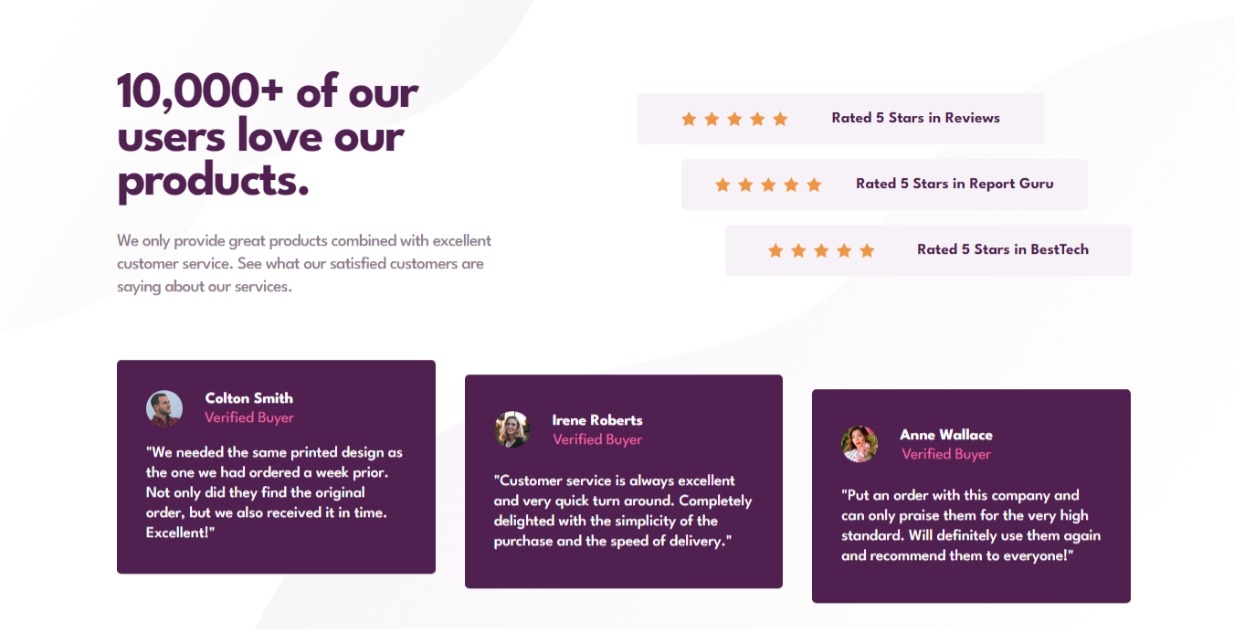 10,000+ of our
users love our
products.
We only provide great products combined with excellent
customer service. See what our satisfied customers are
saying about our services.
Rated 5 Stars in Reviews
Rated 5 Stars in Report Guru
Rated 5 Stars in BestTech
Colton Smith
Verified Buyer
"We needed the same printed design as
the one we had ordered a week prior.
Not only did they find the original
order, but we also received it in time.
Excellent!"
Irene Roberts
Verified Buyer
"Customer service is always excellent
and very quick turn around. Completely
delighted with the simplicity of the
purchase and the speed of delivery."
Anne Wallace
Verified Buyer
"Put an order with this company and
can only praise them for the very high
standard. Will definitely use them again
and recommend them to everyone!"